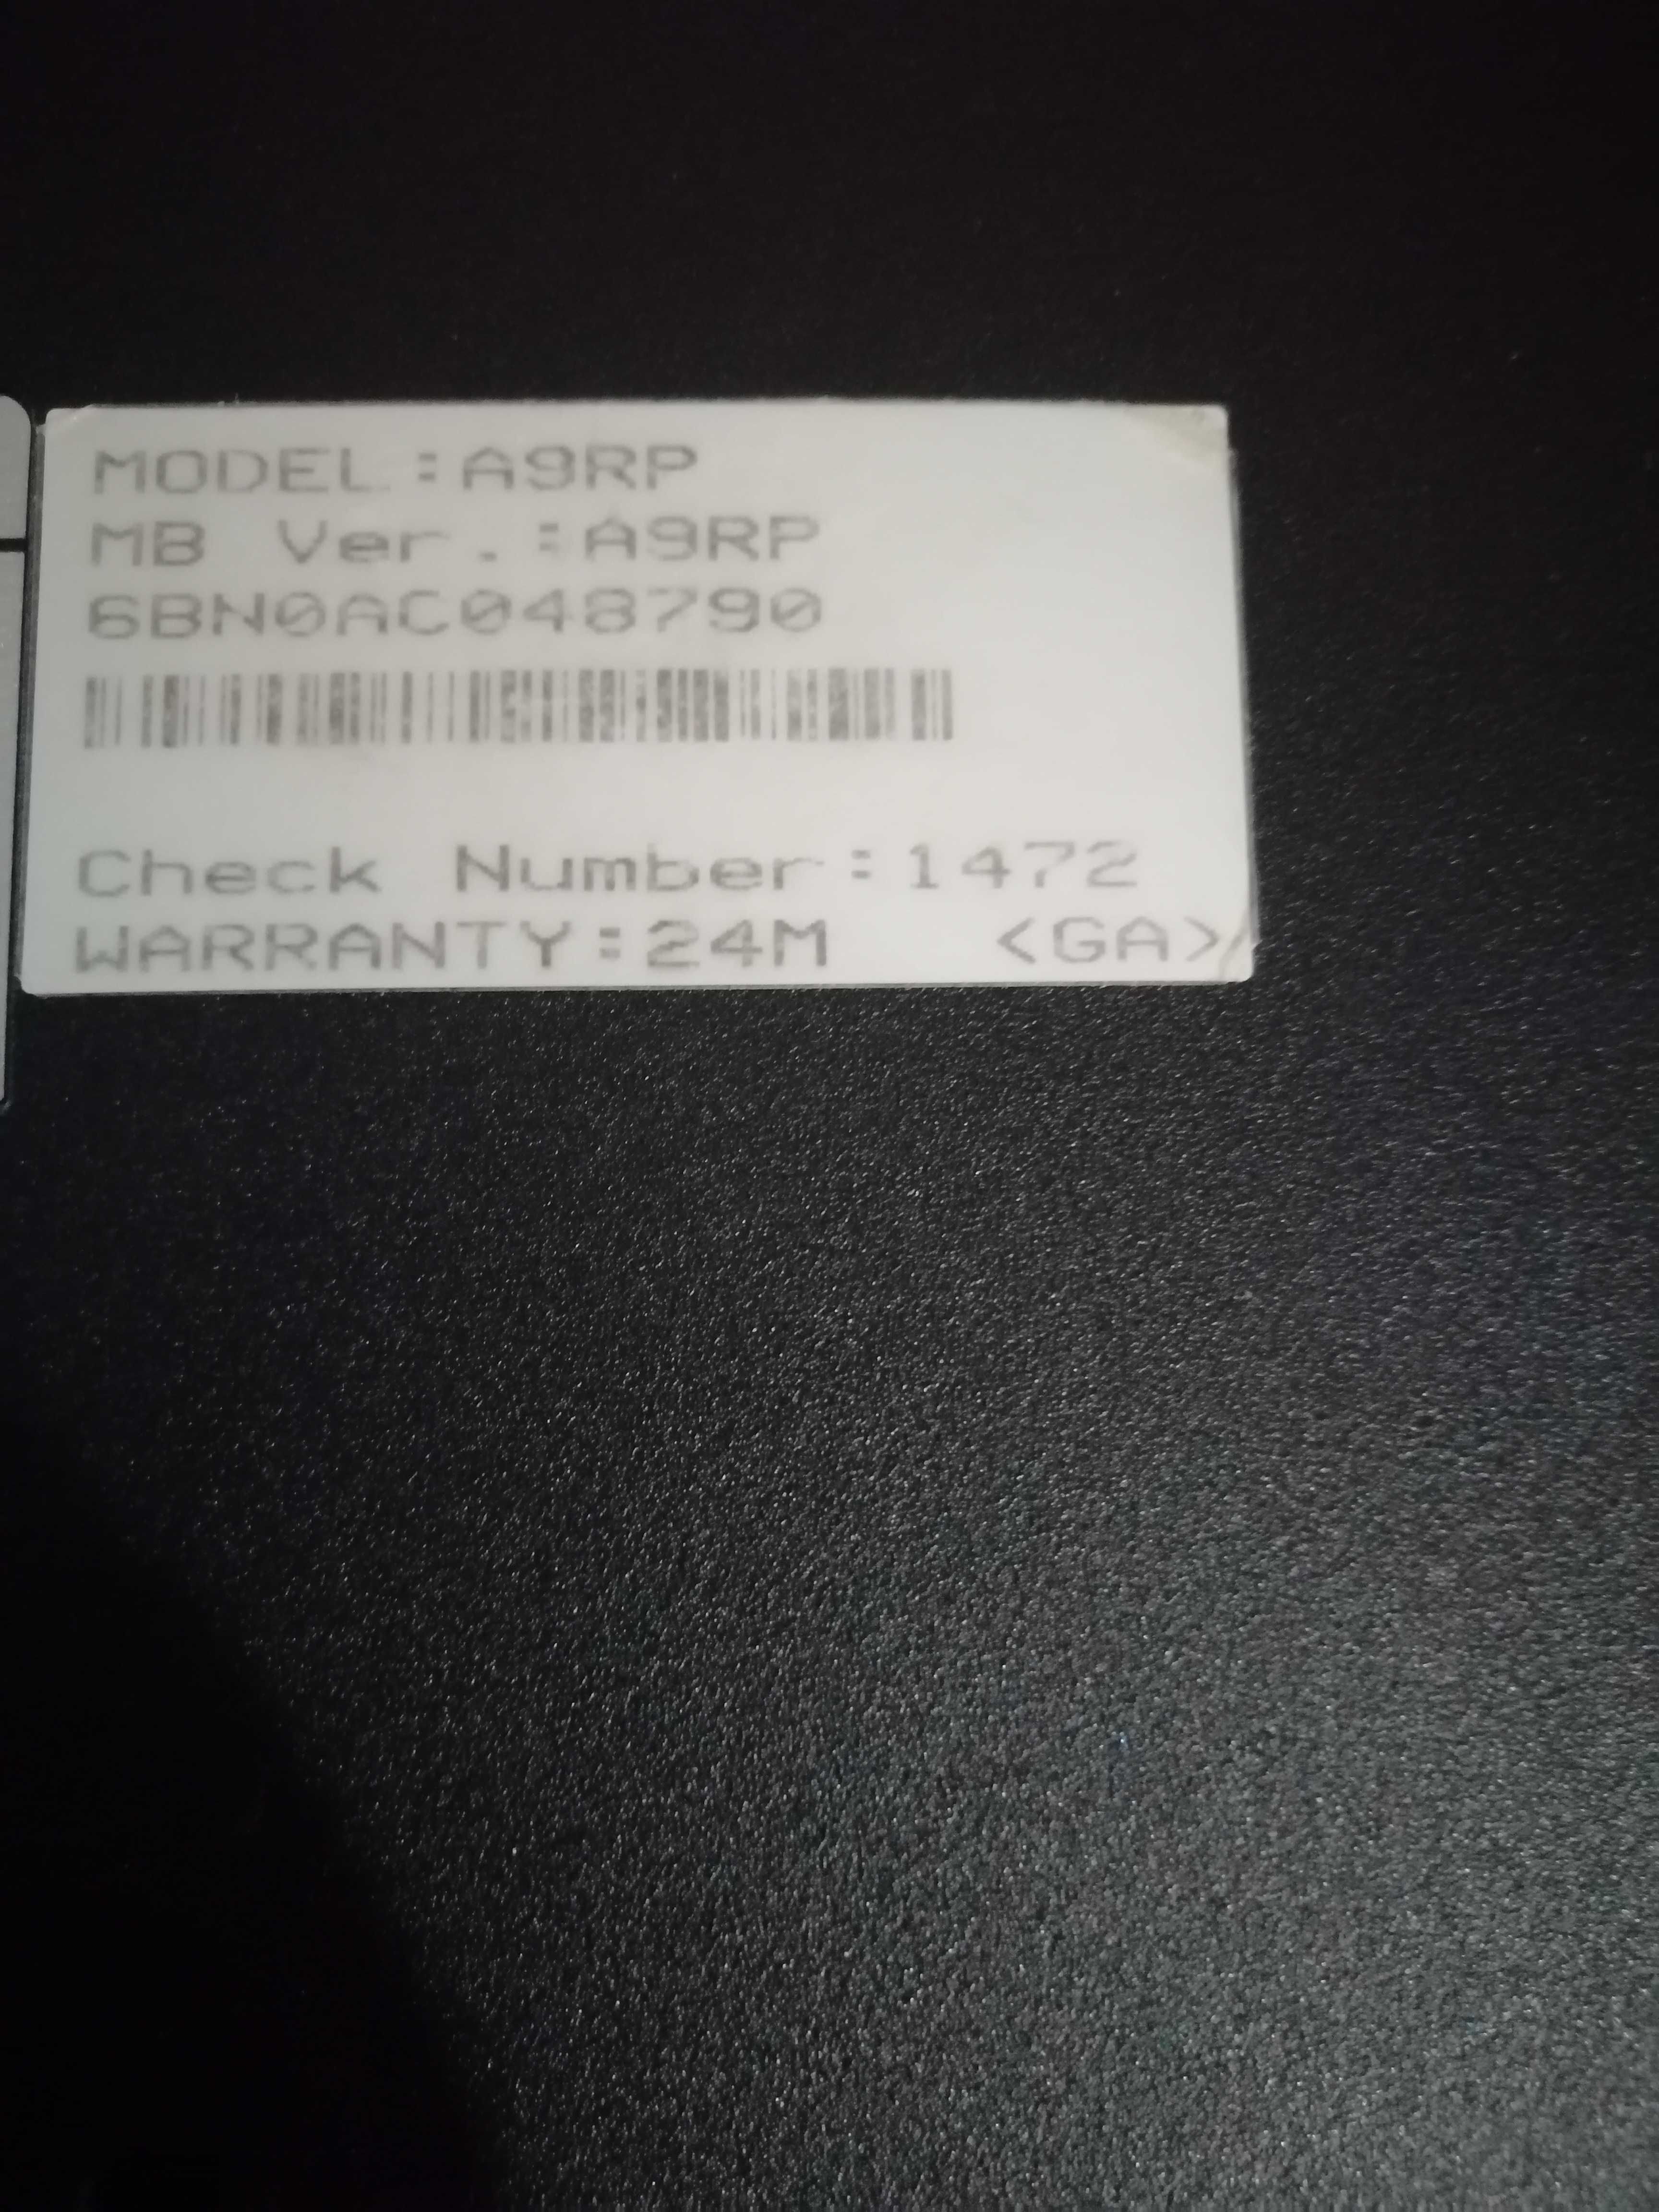 MODEL:A9RP
MB Ver.:A9RP
6BN0AC048790
Check Number:1472
WARRANTY:24M <GA>